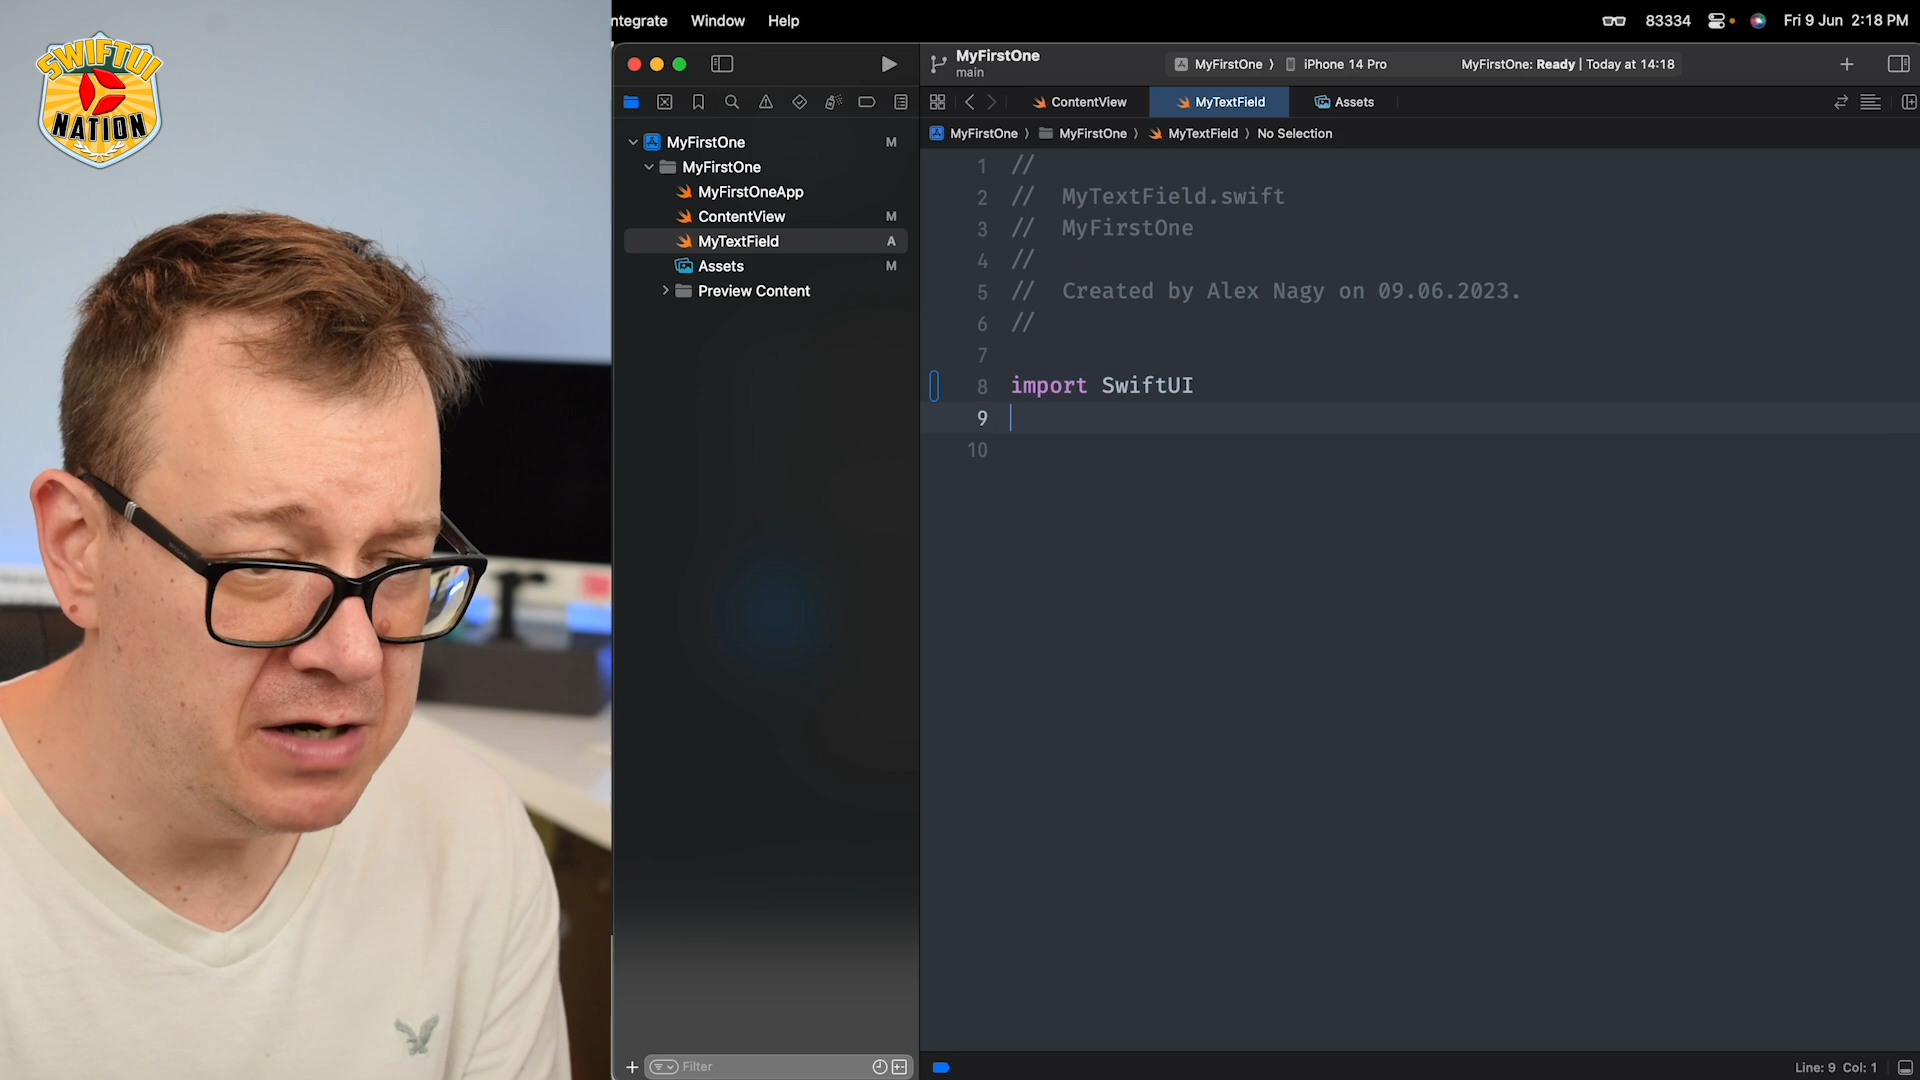 SWIFTUI
NATION
ntegrate Window Help
83334 Fri 9 Jun 2:18 PM
MyFirstOne
main
MyFirstOne iPhone 14 Pro
MyFirstOne: Ready | Today at 14:18
ContentView MyTextField Assets
MyFirstOne MyFirstOne MyTextField No Selection
MyFirstOne M
MyFirstOne
MyFirstOneApp
ContentView M
MyTextField A
Assets M
Preview Content
1 //
2 // MyTextField.swift
3 // MyFirstOne
4 //
5 // Created by Alex Nagy on 09.06.2023.
6 //
7
8 import SwiftUI
9
10
Filter
Line: 9 Col: 1